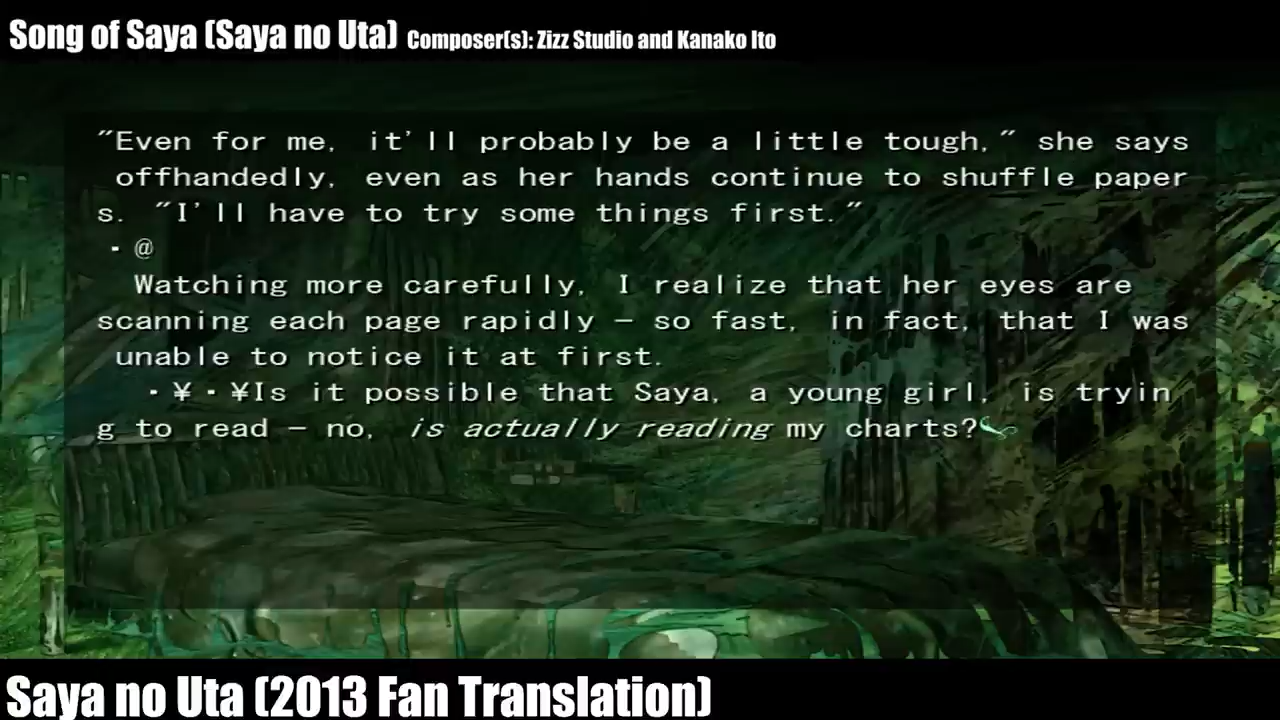 Song of Saya (Saya no Uta) Composer(s): Zizz Studio and Kanako Ito
"Even for me, it'll probably be a little tough," she says
offhandedly, even as her hands continue to shuffle paper
s. "I'll have to try some things first."
・@
Watching more carefully, I realize that her eyes are
scanning each page rapidly — so fast, in fact, that I was
unable to notice it at first.
・¥・¥Is it possible that Saya, a young girl, is tryin
g to read — no, is actually reading my charts?
Saya no Uta (2013 Fan Translation)